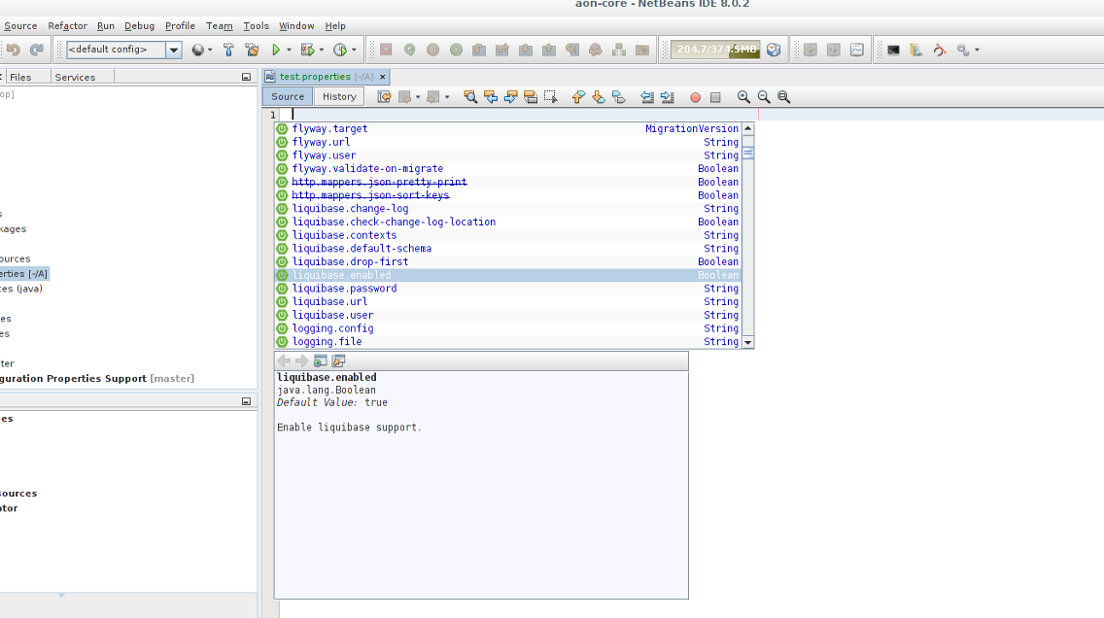 aon-core - NetBeans IDE 8.0.2
Source Refactor Run Debug Profile Team Tools Window Help
<default config> 204.7/374.5MB
Files Services
test.properties [-/A] ×
op]
Source History
1
flyway.target MigrationVersion
flyway.url String
flyway.user String
flyway.validate-on-migrate Boolean
http.mappers.json-pretty-print Boolean
http.mappers.json-sort-keys Boolean
liquibase.change-log String
liquibase.check-change-log-location Boolean
liquibase.contexts String
liquibase.default-schema String
liquibase.drop-first Boolean
liquibase.enabled Boolean
liquibase.password String
liquibase.url String
liquibase.user String
logging.config String
logging.file String
s
kages
ources
erties [-/A]
es (java)
es
es
ter
guration Properties Support [master]
liquibase.enabled
java.lang.Boolean
Default Value: true
Enable liquibase support.
es
sources
ptor